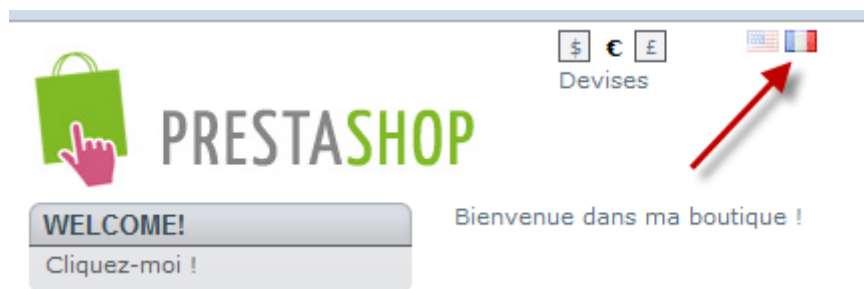 $ € £
Devises
PRESTASHOP
WELCOME!
Bienvenue dans ma boutique !
Cliquez-moi !